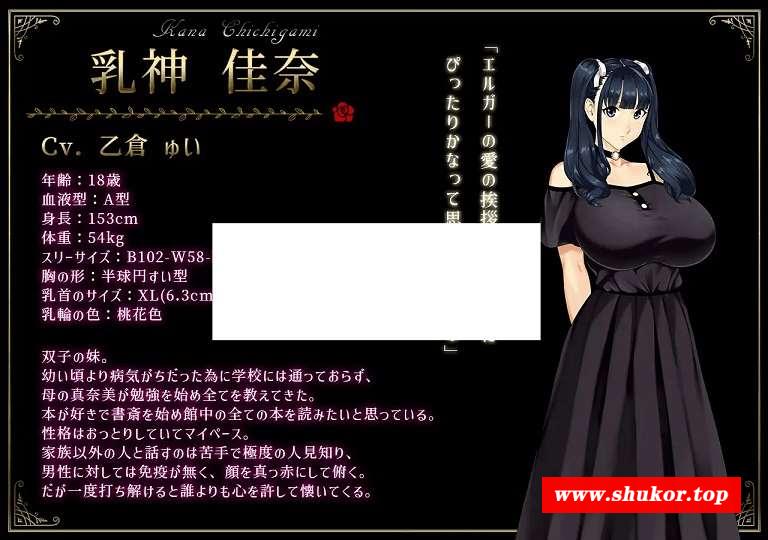 Kana Chichigami
乳神 佳奈
Cv. 乙倉 ゅい
年齢：18歳
血液型：A型
身長：153cm
体重：54kg
スリーサイズ：B102-W58-
胸の形：半球円すい型
乳首のサイズ：XL(6.3cm
乳輪の色：桃花色
双子の妹。
幼い頃より病気がちだった為に学校には通っておらず、
母の真奈美が勉強を始め全てを教えてきた。
本が好きで書斎を始め館中の全ての本を読みたいと思っている。
性格はおっとりしていてマイペース。
家族以外の人と話すのは苦手で極度の人見知り、
男性に対しては免疫が無く、顔を真っ赤にして俯く。
だが一度打ち解けると誰よりも心を許して懐いてくる。
「エルガーの愛の挨拶
ぴったりかなって思
」
www.shukor.top